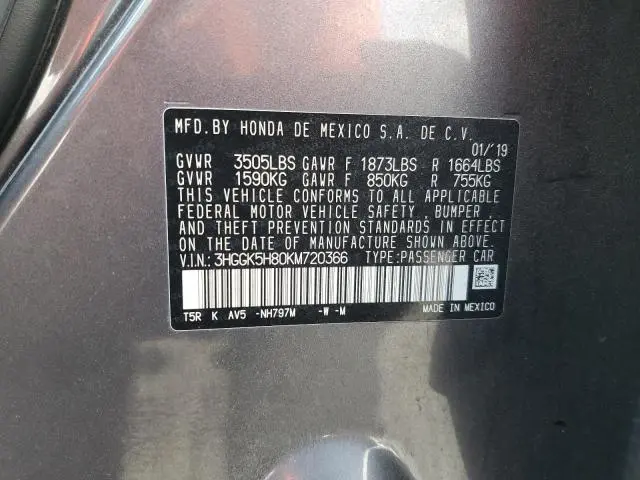 MFD.BY HONDA DE MEXICO S.A. DE C.V.
01/'19
GVWR 3505LBS GAWR F 1873LBS R 1664LBS
GVWR 1590KG GAWR F 850KG R 755KG
THIS VEHICLE CONFORMS TO ALL APPLICABLE
FEDERAL MOTOR VEHICLE SAFETY , BUMPER ,
AND THEFT PREVENTION STANDARDS IN EFFECT
ON THE DATE OF MANUFACTURE SHOWN ABOVE.
V.I.N.: 3HGGK5H80KM720366 TYPE:PASSENGER CAR
T5R K AV5 -NH797M -W -M MADE IN MEXICO